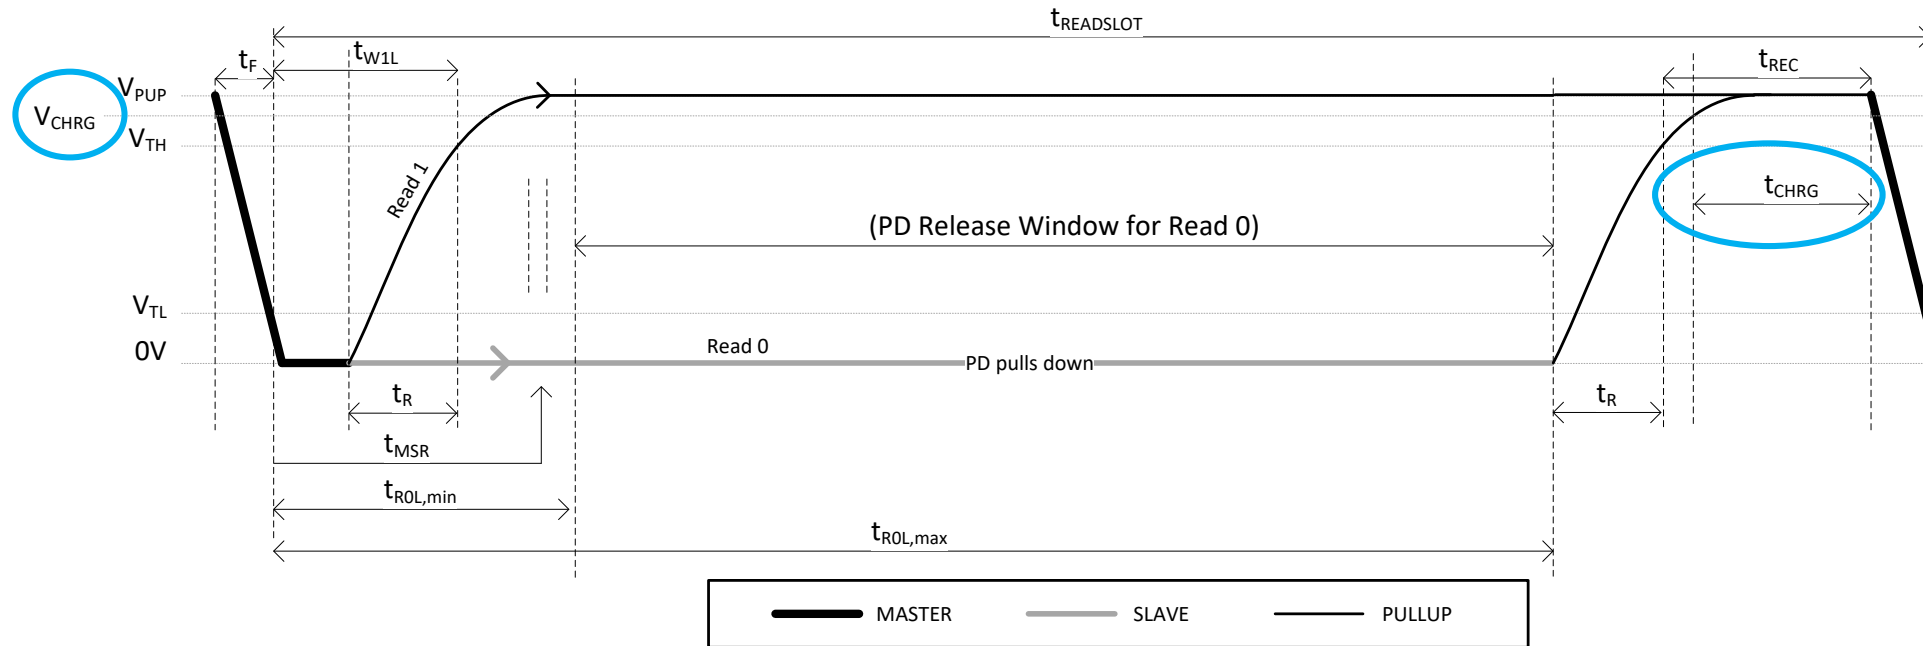 tREADSLOT
tF
tW1L
tREC
VPUP
VCHRG
VTH
Read 1
tCHRG
(PD Release Window for Read 0)
VTL
0V
Read 0
PD pulls down
tR
tR
tMSR
tR0L,min
tR0L,max
MASTER
SLAVE
PULLUP